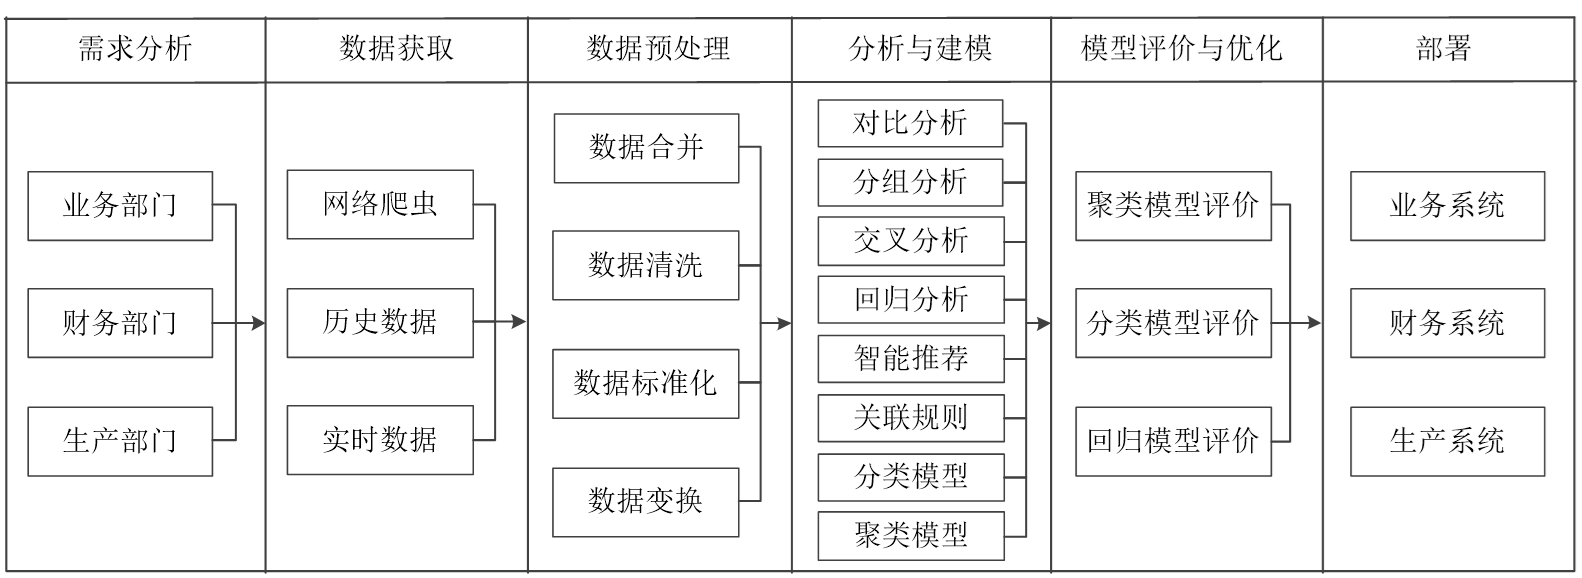 需求分析
业务部门
财务部门
生产部门
数据获取
网络爬虫
历史数据
实时数据
数据预处理
数据合并
数据清洗
数据标准化
数据变换
分析与建模
对比分析
分组分析
交叉分析
回归分析
智能推荐
关联规则
分类模型
聚类模型
模型评价与优化
聚类模型评价
分类模型评价
回归模型评价
部署
业务系统
财务系统
生产系统